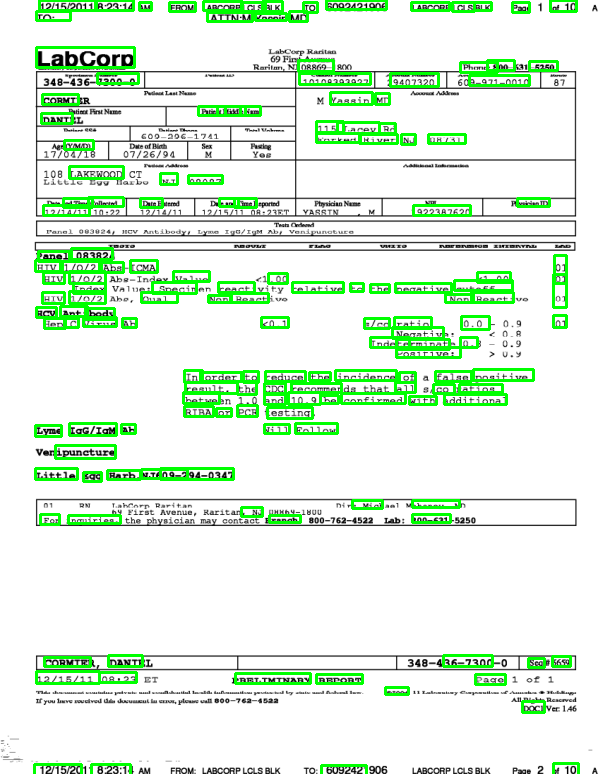 12/15/2011 8:23:14 AM FROM: LABCORP LCLS BLK TO: 6092421906 LABCORP LCLS BLK Page 1 of 10
TO: ATTN:M Yassin MD
LabCorp
LabCorp Raritan
69 First Avenue
Raritan, NJ 08869-1800 Phone: 800-631-5250
348-436-7300-0 19407320 609-971-0010 87
Patient Last Name Account Address
CORMIER
M Yassin MD
Patient First Name Patient Middle Name
DANIEL
115 Lacey Rd
Forked River NJ 08731
Patient SS# Patient Phone Total Volume
609-296-1741
Age (Y/M/D) Date of Birth Sex Fasting
17/04/18 07/26/94 M Yes
Patient Address Additional Information
108 LAKEWOOD CT
Little Egg Harbo NJ 08087
Date and Time Collected Date Entered Date and Time Reported Physician Name NPI Physician ID
12/14/11 10:22 12/14/11 12/15/11 08:23ET YASSIN , M 922387620
Tests Ordered
Panel 083824; HCV Antibody; Lyme IgG/IgM Ab; Venipuncture
TESTS RESULT FLAG UNITS REFERENCE INTERVAL LAB
Panel 083824
HIV 1/O/2 Abs-ICMA 01
HIV 1/O/2 Abs-Index Value <1.00 <1.00 01
Index Value: Specimen reactivity relative to the negative cutoff.
HIV 1/O/2 Abs, Qual Non Reactive Non Reactive 01
HCV Antibody
Hep C Virus Ab <0.1 s/co ratio 0.0 - 0.9 01
Negative: < 0.8
Indeterminate 0.8 - 0.9
Positive: > 0.9
In order to reduce the incidence of a false positive
result, the CDC recommends that all s/co ratios
between 1.0 and 10.9 be confirmed with additional
RIBA or PCR testing.
Lyme IgG/IgM Ab Will Follow
Venipuncture
Little Egg Harb NJ609-294-0347
01 RN LabCorp Raritan Dir: Michael Mahoney, MD
69 First Avenue, Raritan, NJ 08869-1800
For inquiries, the physician may contact Branch: 800-762-4522 Lab: 800-631-5250
CORMIER, DANIEL 348-436-7300-0 Seq # 5659
12/15/11 08:23 ET PRELIMINARY REPORT Page 1 of 1
This document contains private and confidential health information protected by state and federal law. 11 Laboratory Corporation of America ® Holdings
If you have received this document in error, please call 800-762-4522 All Rights Reserved
DOC1 Ver: 1.46
12/15/2011 8:23:14 AM FROM: LABCORP LCLS BLK TO: 6092421906 LABCORP LCLS BLK Page 2 of 10